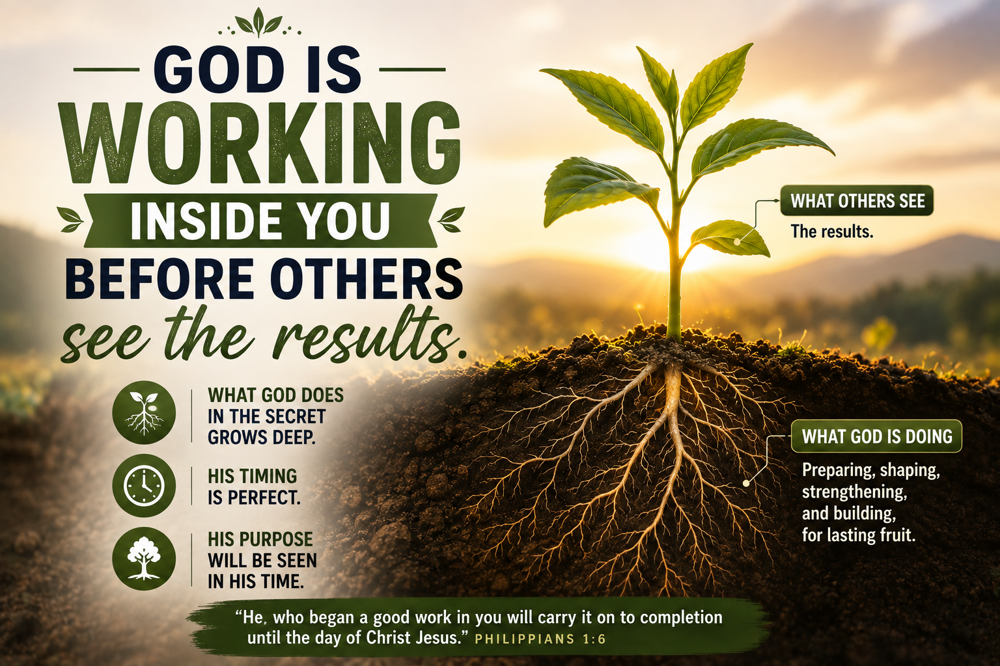 GOD IS
WORKING
INSIDE YOU
BEFORE OTHERS
see the results.
WHAT GOD DOES
IN THE SECRET
GROWS DEEP.
HIS TIMING
IS PERFECT.
HIS PURPOSE
WILL BE SEEN
IN HIS TIME.
WHAT OTHERS SEE
The results.
WHAT GOD IS DOING
Preparing, shaping,
strengthening,
and building,
for lasting fruit.
“He. who began a good work in you will carry it on to completion
until the day of Christ Jesus.” PHILIPPIANS 1:6